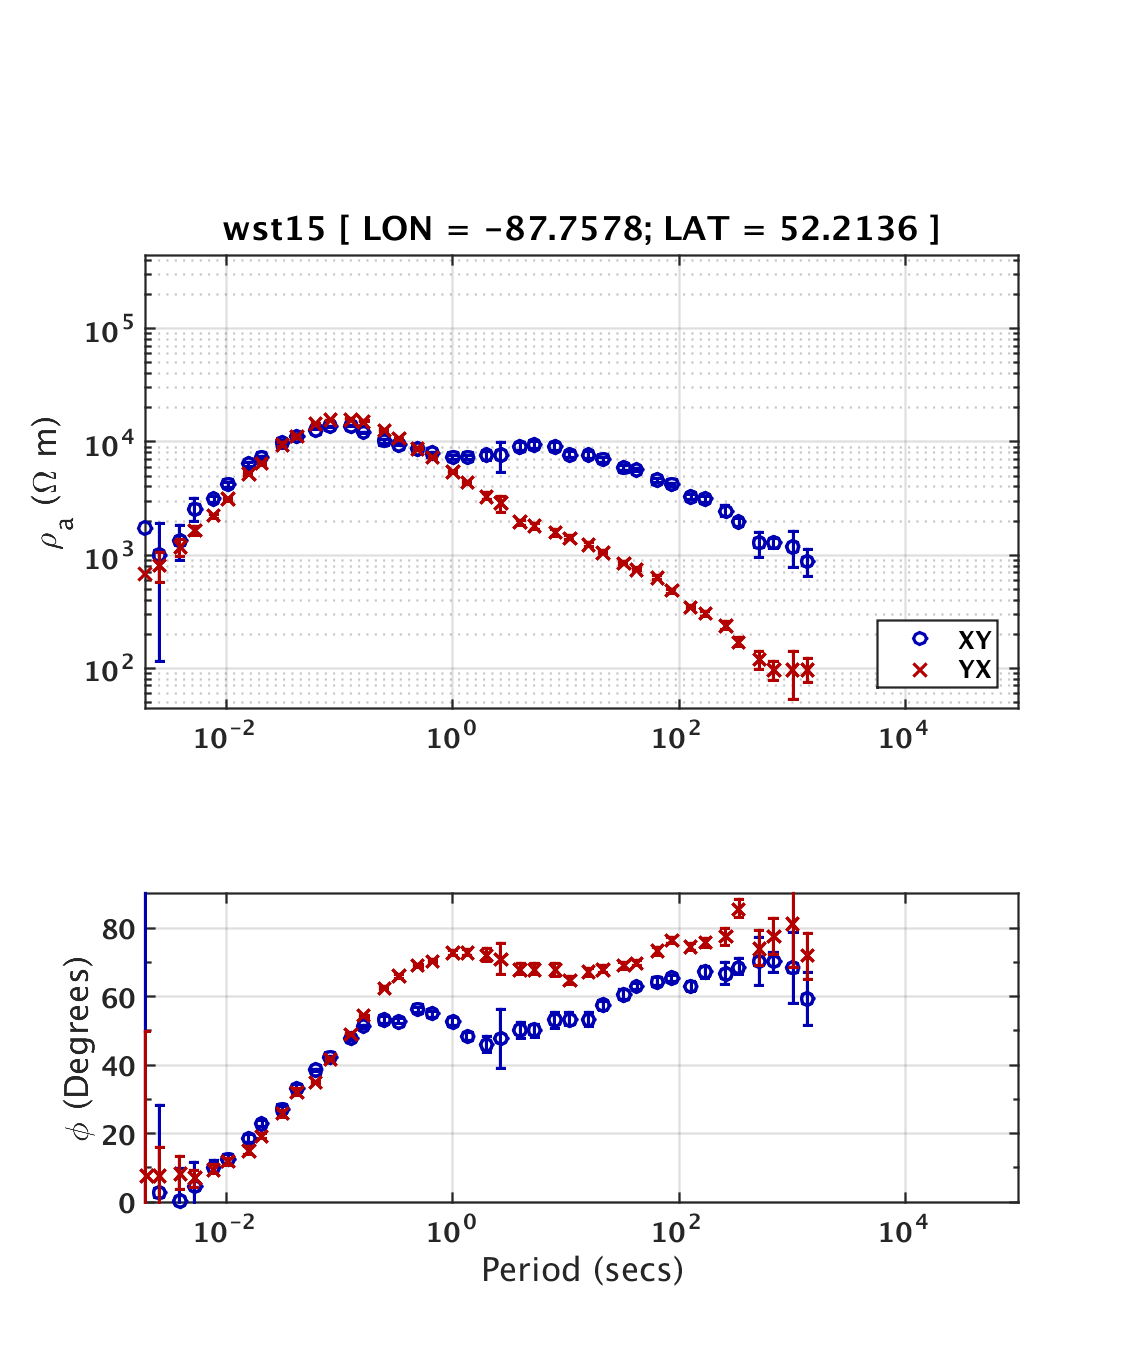 wst15 [ LON = -87.7578; LAT = 52.2136 ]
ρa (Ω m)
10^5
10^4
10^3
10^2
XY
YX
10^-2 10^0 10^2 10^4
ϕ (Degrees)
80
60
40
20
0
10^-2 10^0 10^2 10^4
Period (secs)